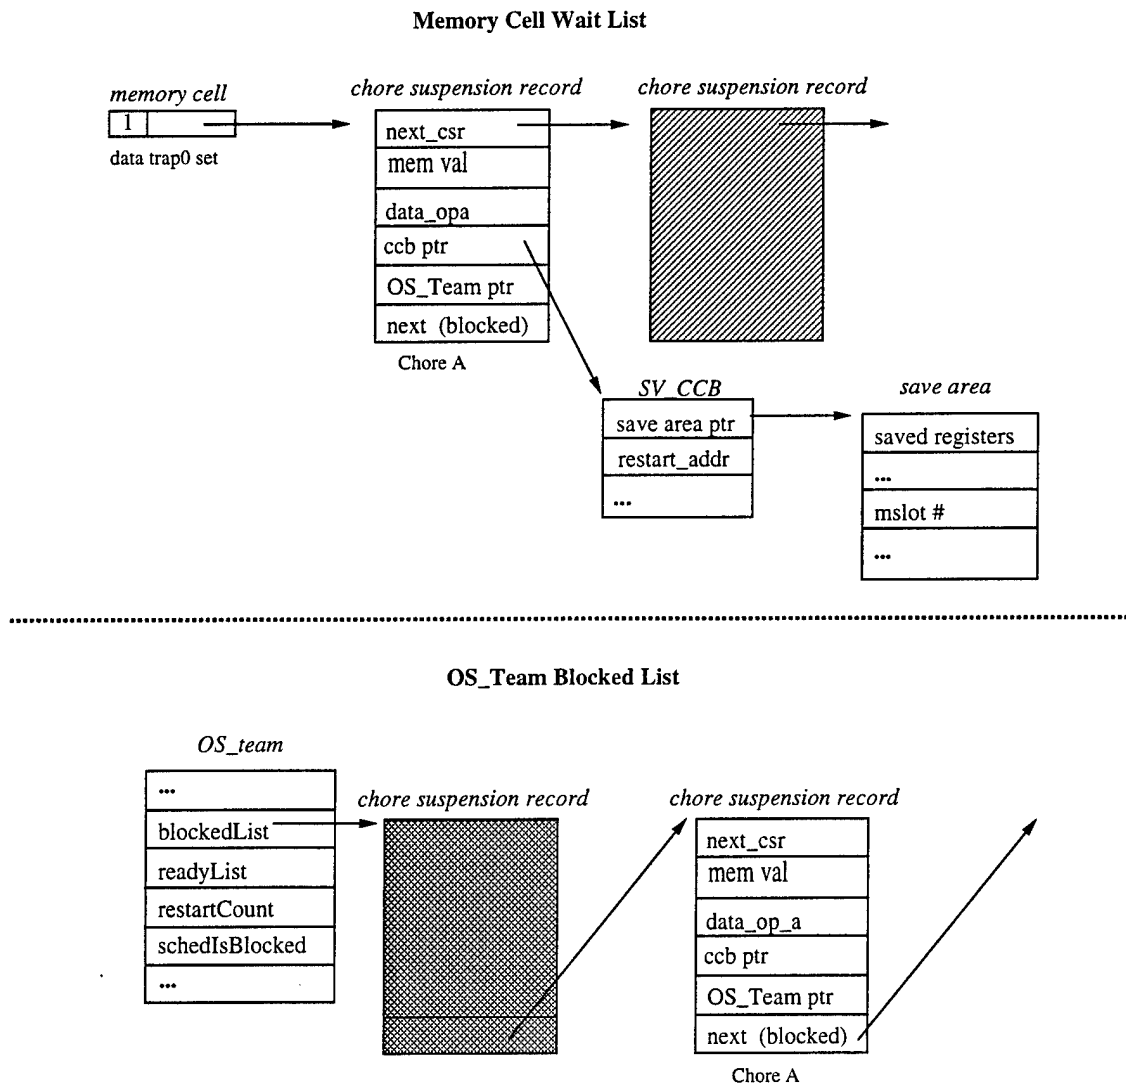 Memory Cell Wait List
memory cell
1
data trap0 set
chore suspension record
next_csr
mem val
data_opa
ccb ptr
OS_Team ptr
next (blocked)
Chore A
chore suspension record
SV_CCB
save area ptr
restart_addr
...
save area
saved registers
...
mslot #
...
OS_Team Blocked List
OS_team
...
blockedList
readyList
restartCount
schedIsBlocked
...
chore suspension record
chore suspension record
next_csr
mem val
data_op_a
ccb ptr
OS_Team ptr
next (blocked)
Chore A